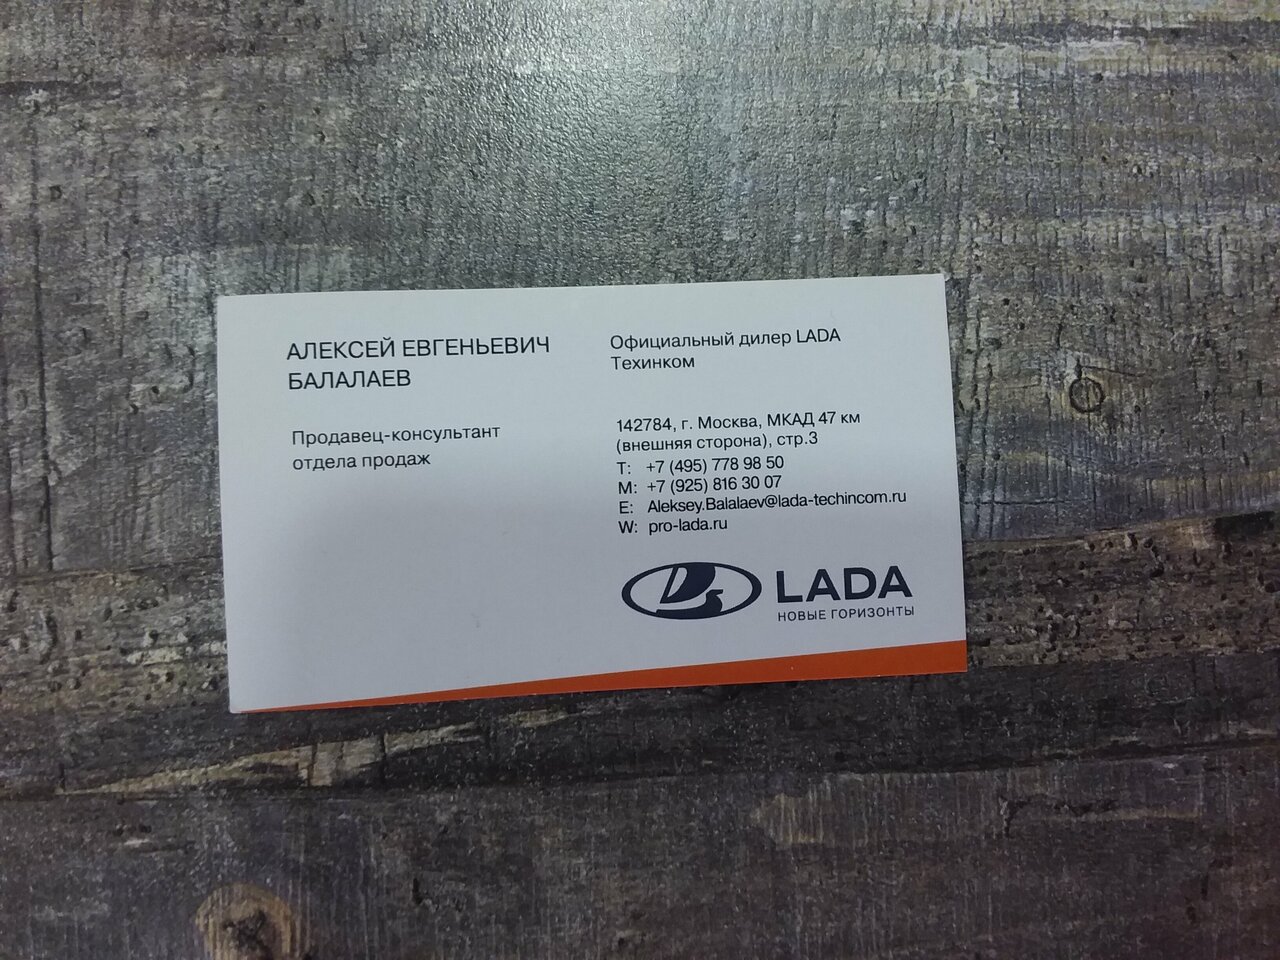 АЛЕКСЕЙ ЕВГЕНЬЕВИЧ
БАЛАЛАЕВ
Продавец-консультант
отдела продаж
Официальный дилер LADA
Техинком
142784, г. Москва, МКАД 47 км
(внешняя сторона), стр.3
T: +7 (495) 778 98 50
M: +7 (925) 816 30 07
E: Aleksey.Balalaev@lada-techincom.ru
W: pro-lada.ru
LADA
НОВЫЕ ГОРИЗОНТЫ